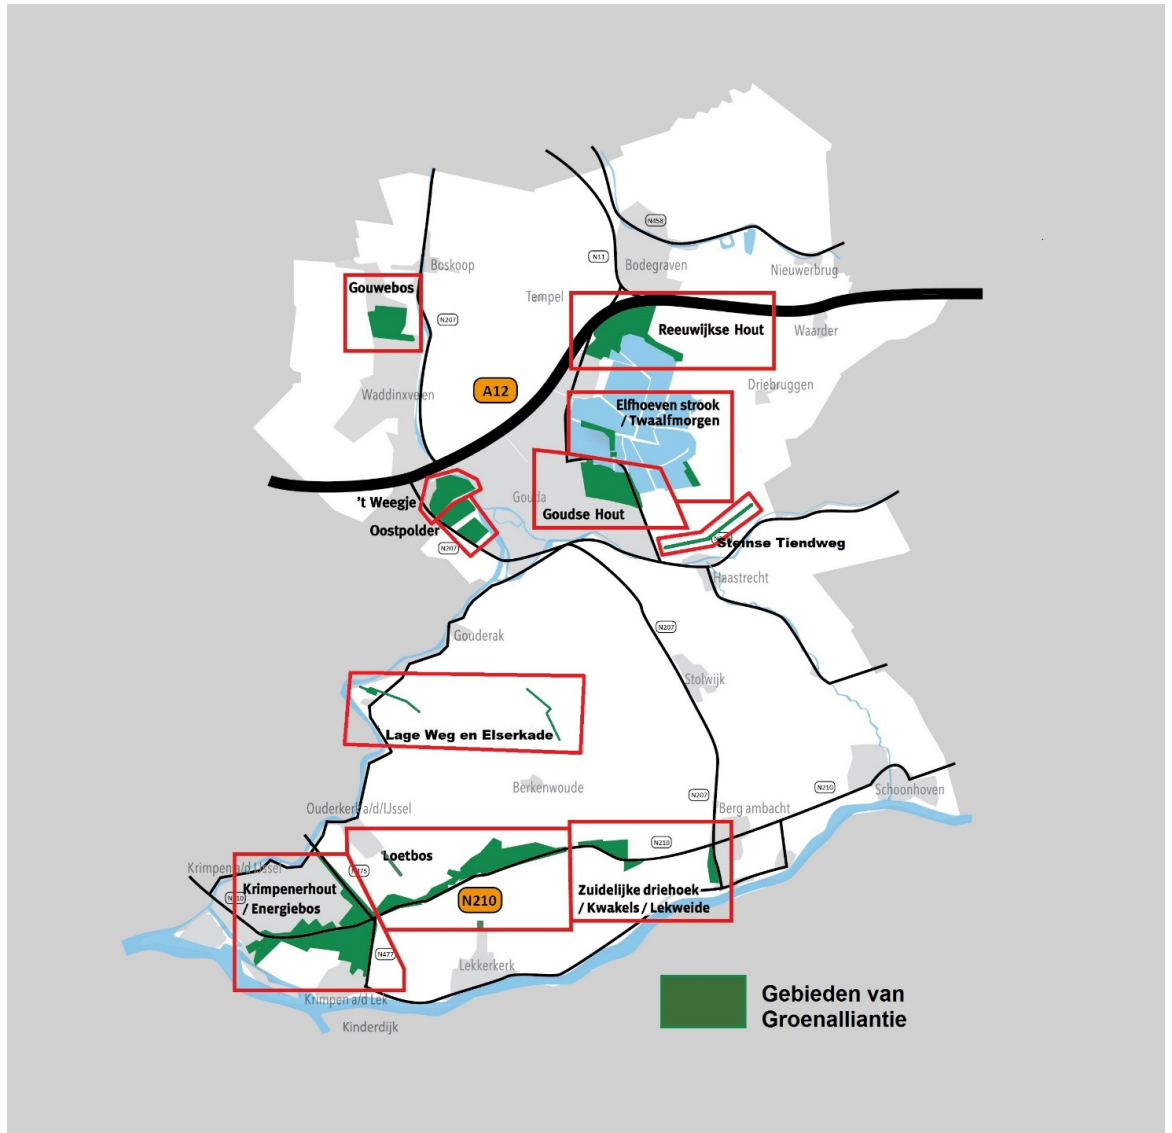 N458
N11
Bodegraven
Boskoop
Nieuwerbrug
Gouwebos
Tempel
N207
Reeuwijkse Hout
Waarder
Waddinxveen
A12
Driebruggen
Elfhoeven strook
/ Twaalfmorgen
't Weegje
Gouda
Goudse Hout
Oostpolder
N207
Steinse Tiendweg
Haastrecht
Gouderak
N207
Stolwijk
Lage Weg en Elserkade
Berkenwoude
N207
N210
Schoonhoven
Ouderkerk a/d/IJssel
Berg ambacht
Loetbos
N210
Krimpen a/d IJssel
N475
Krimpenerhout
/ Energiebos
N210
Zuidelijke driehoek
/ Kwakels / Lekweide
N477
Lekkerkerk
Krimpen a/d Lek
Kinderdijk
Gebieden van
Groenalliantie